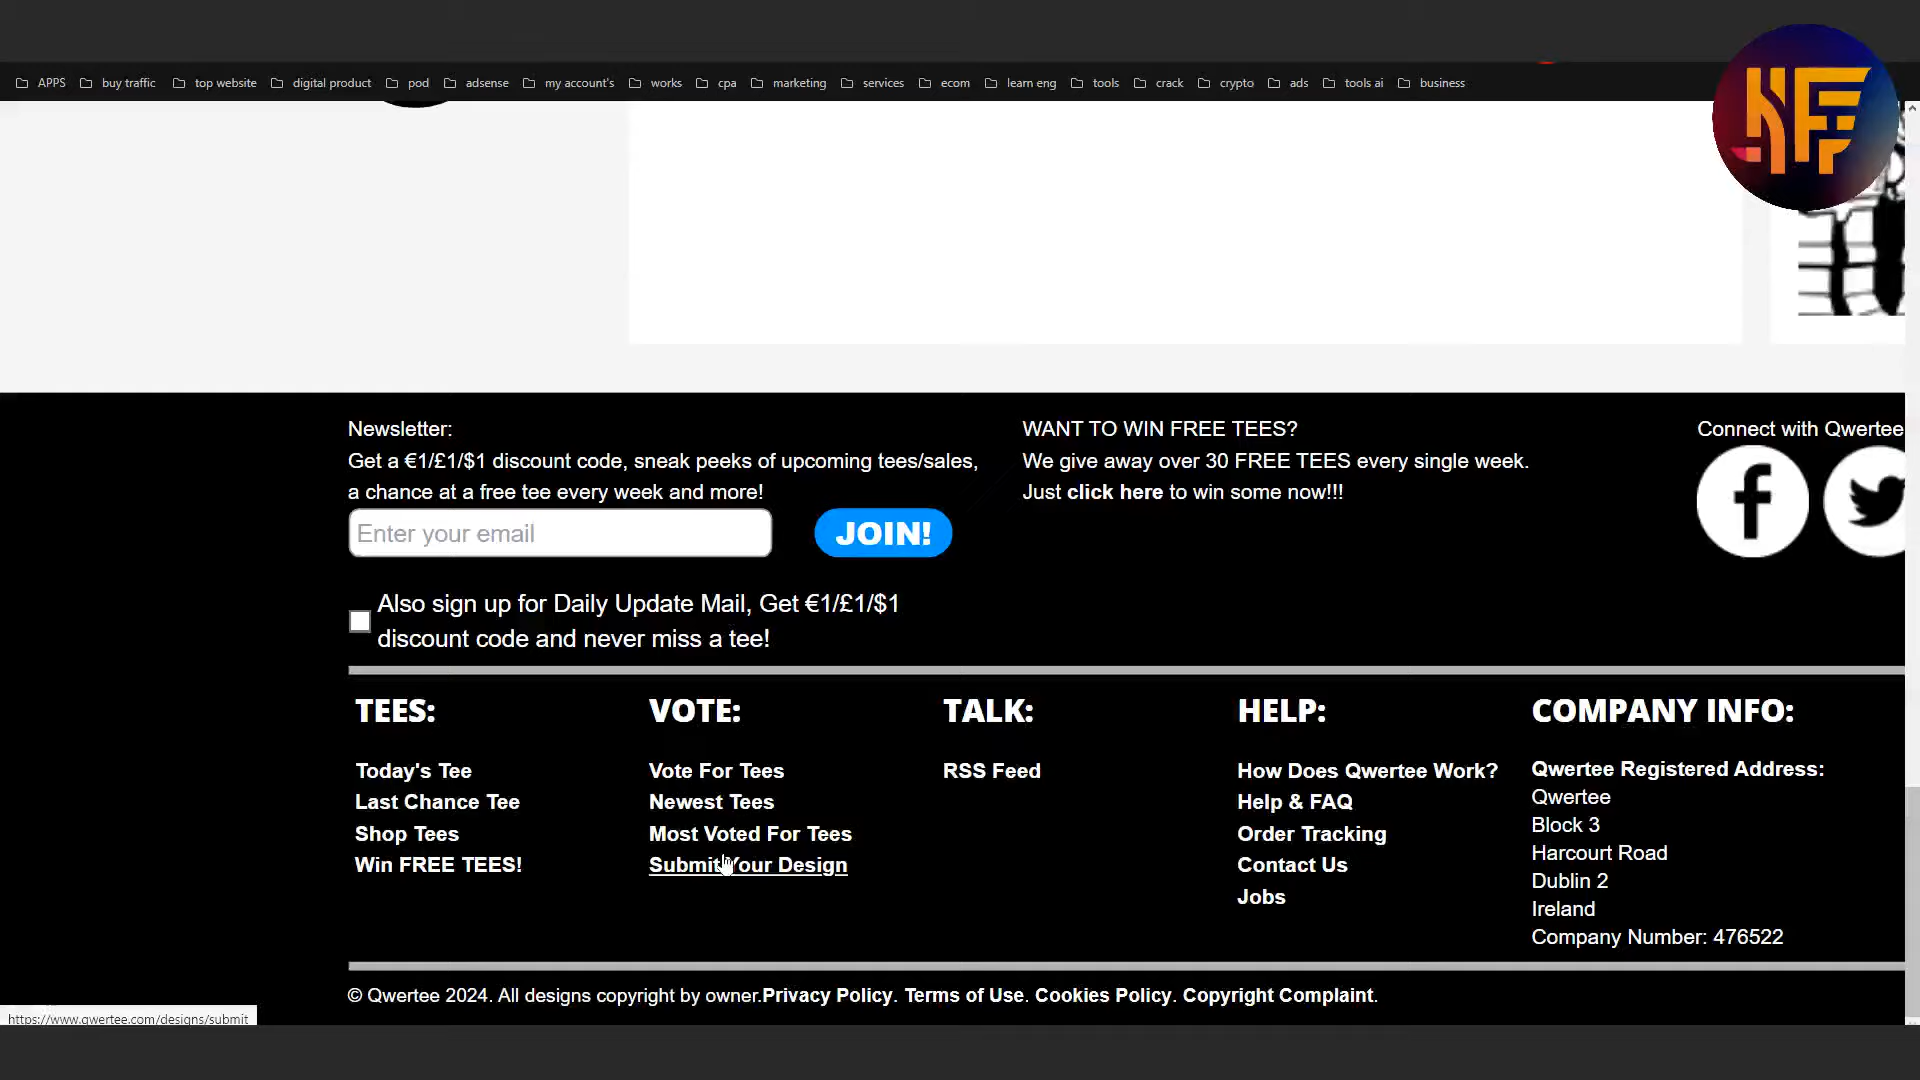 APPS buy traffic top website digital product pod adsense my account's works cpa marketing services ecom learn eng tools crack crypto ads tools ai business
Newsletter:
Get a €1/£1/$1 discount code, sneak peeks of upcoming tees/sales,
a chance at a free tee every week and more!
Enter your email
JOIN!
Also sign up for Daily Update Mail, Get €1/£1/$1
discount code and never miss a tee!
WANT TO WIN FREE TEES?
We give away over 30 FREE TEES every single week.
Just click here to win some now!!!
Connect with Qwertee
TEES:
Today's Tee
Last Chance Tee
Shop Tees
Win FREE TEES!
VOTE:
Vote For Tees
Newest Tees
Most Voted For Tees
Submit Your Design
TALK:
RSS Feed
HELP:
How Does Qwertee Work?
Help & FAQ
Order Tracking
Contact Us
Jobs
COMPANY INFO:
Qwertee Registered Address:
Qwertee
Block 3
Harcourt Road
Dublin 2
Ireland
Company Number: 476522
© Qwertee 2024. All designs copyright by owner.Privacy Policy. Terms of Use. Cookies Policy. Copyright Complaint.
https://www.qwertee.com/designs/submit